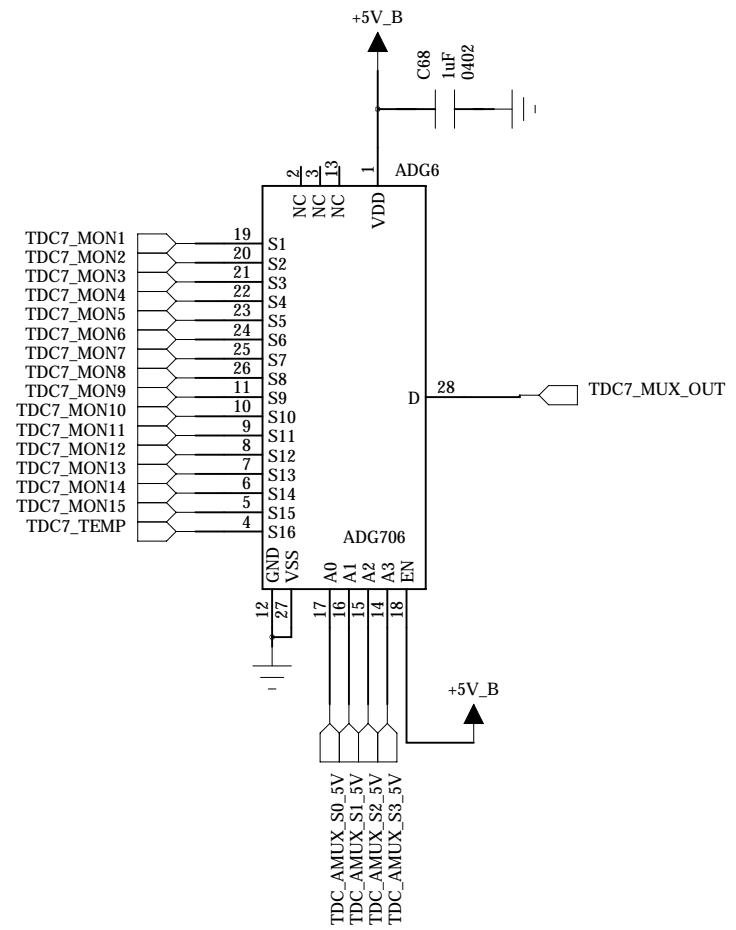 +5V_B
C68
1uF
0402
2
3
13
1
ADG6
NC
NC
NC
VDD
TDC7_MON1 19 S1
TDC7_MON2 20 S2
TDC7_MON3 21 S3
TDC7_MON4 22 S4
TDC7_MON5 23 S5
TDC7_MON6 24 S6
TDC7_MON7 25 S7
TDC7_MON8 26 S8
TDC7_MON9 11 S9
D 28 TDC7_MUX_OUT
TDC7_MON10 10 S10
TDC7_MON11 9 S11
TDC7_MON12 8 S12
TDC7_MON13 7 S13
TDC7_MON14 6 S14
TDC7_MON15 5 S15
TDC7_TEMP 4 S16
ADG706
GND
VSS
A0
A1
A2
A3
EN
12
27
17
16
15
14
18
+5V_B
TDC_AMUX_S0_5V
TDC_AMUX_S1_5V
TDC_AMUX_S2_5V
TDC_AMUX_S3_5V